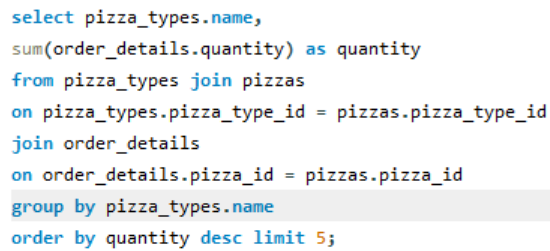 select pizza_types.name,
sum(order_details.quantity) as quantity
from pizza_types join pizzas
on pizza_types.pizza_type_id = pizzas.pizza_type_id
join order_details
on order_details.pizza_id = pizzas.pizza_id
group by pizza_types.name
order by quantity desc limit 5;